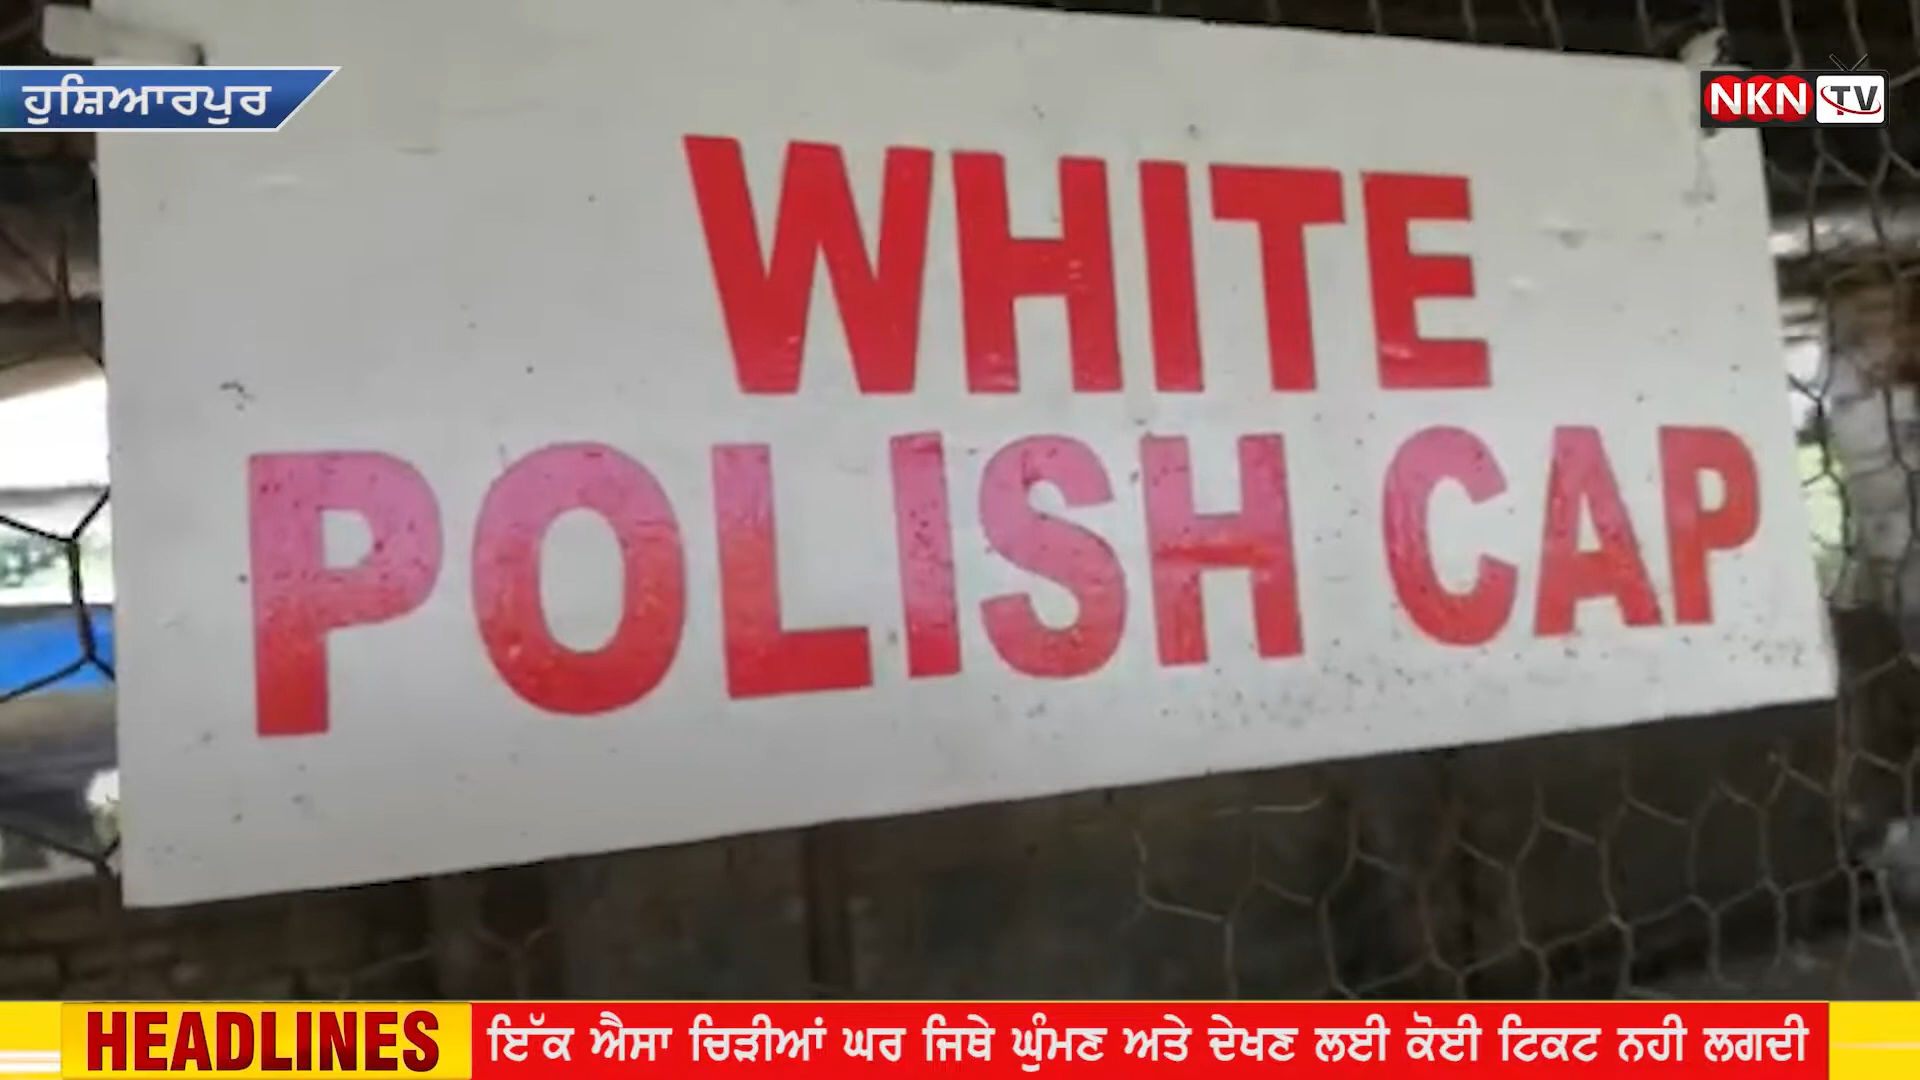 ਹੁਸ਼ਿਆਰਪੁਰ
NKN TV
WHITE
POLISH CAP
HEADLINES ਇੱਕ ਐਸਾ ਚਿੜੀਆਂ ਘਰ ਜਿਥੇ ਘੁੰਮਣ ਅਤੇ ਦੇਖਣ ਲਈ ਕੋਈ ਟਿਕਟ ਨਹੀ ਲਗਦੀ